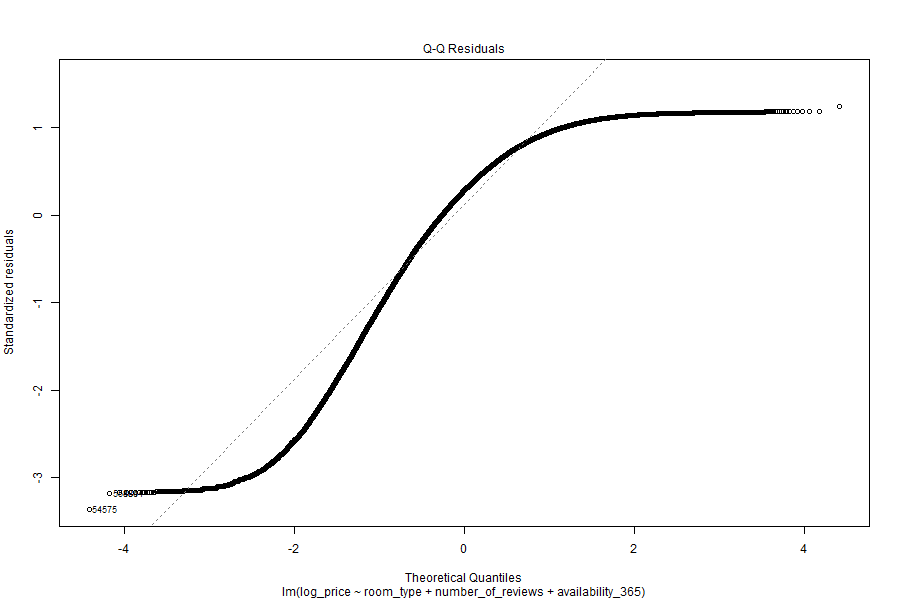 Q-Q Residuals
Standardized residuals
1
0
-1
-2
-3
54575
-4
-2
0
2
4
Theoretical Quantiles
lm(log_price ~ room_type + number_of_reviews + availability_365)